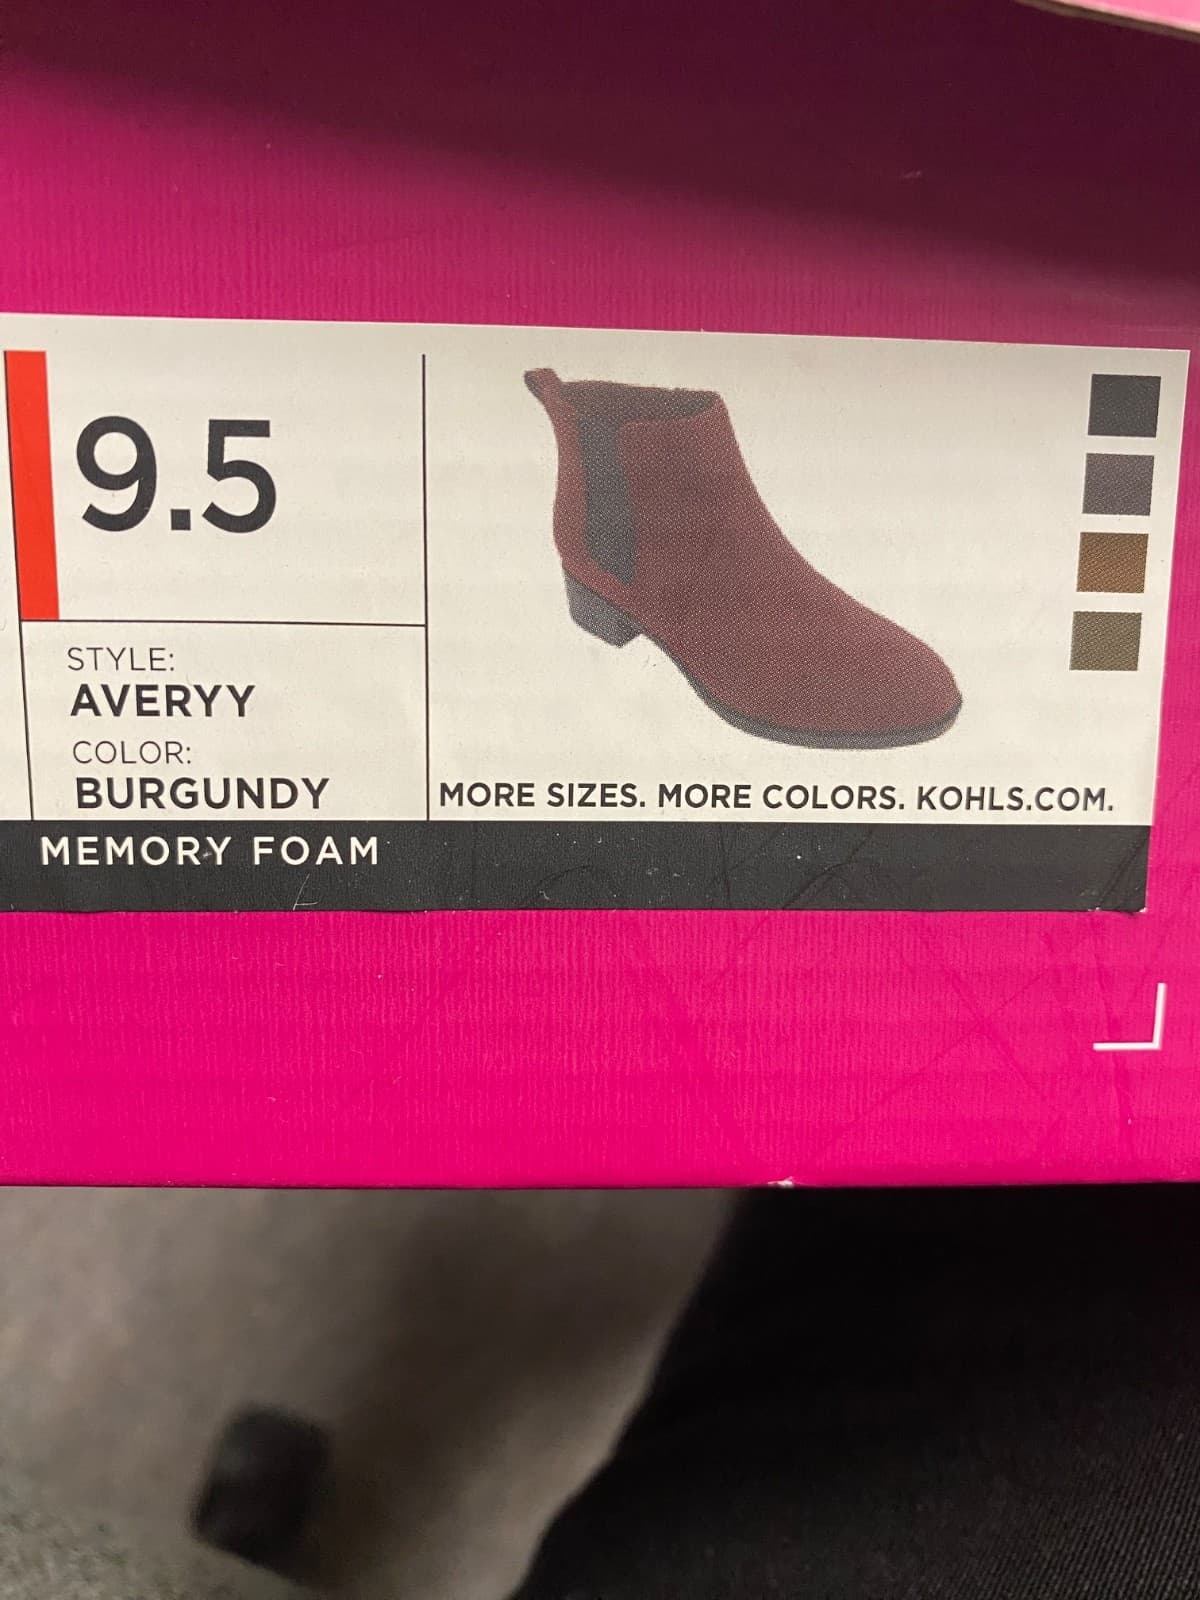 9.5
STYLE:
AVERYY
COLOR:
BURGUNDY
MORE SIZES. MORE COLORS. KOHLS.COM.
MEMORY FOAM